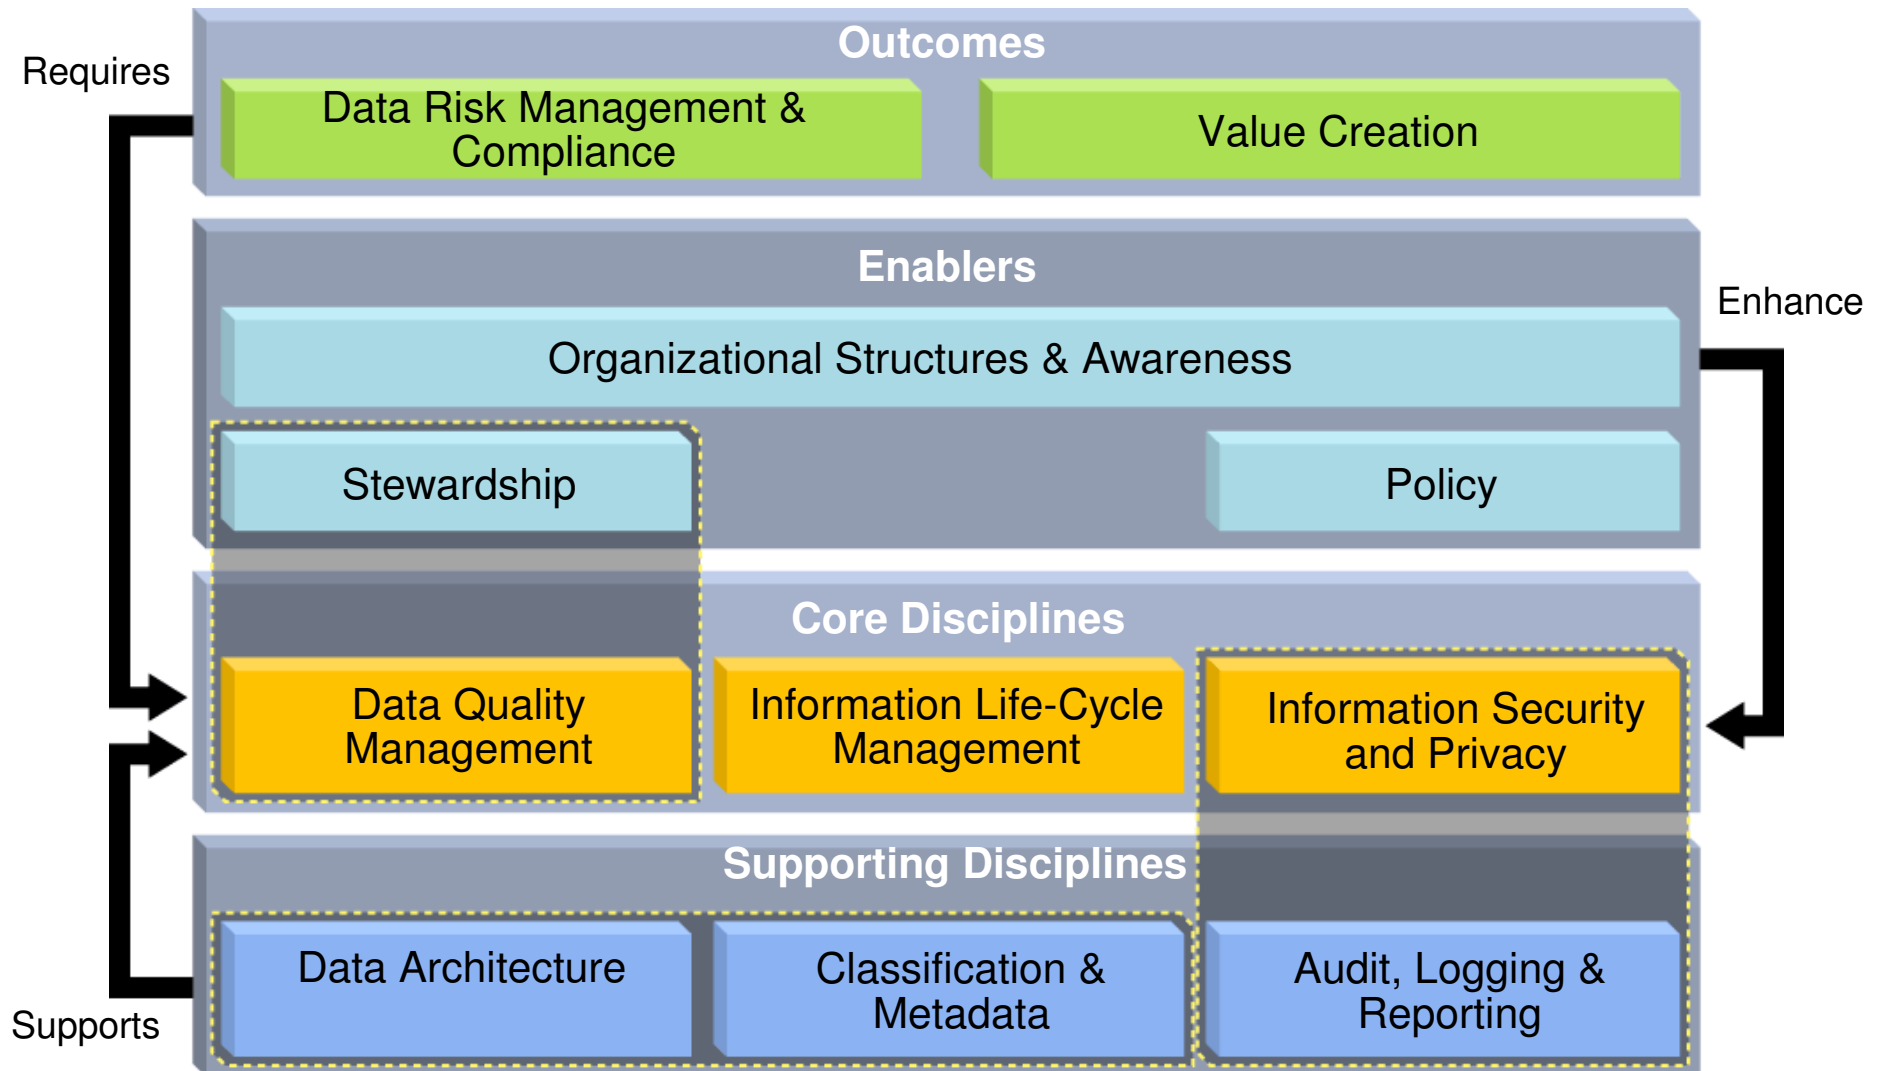 Outcomes
Requires
Data Risk Management &
Compliance
Value Creation
Enablers
Enhance
Organizational Structures & Awareness
Stewardship
Policy
Core Disciplines
Data Quality
Management
Information Life-Cycle
Management
Information Security
and Privacy
Supporting Disciplines
Data Architecture
Classification &
Metadata
Audit, Logging &
Reporting
Supports